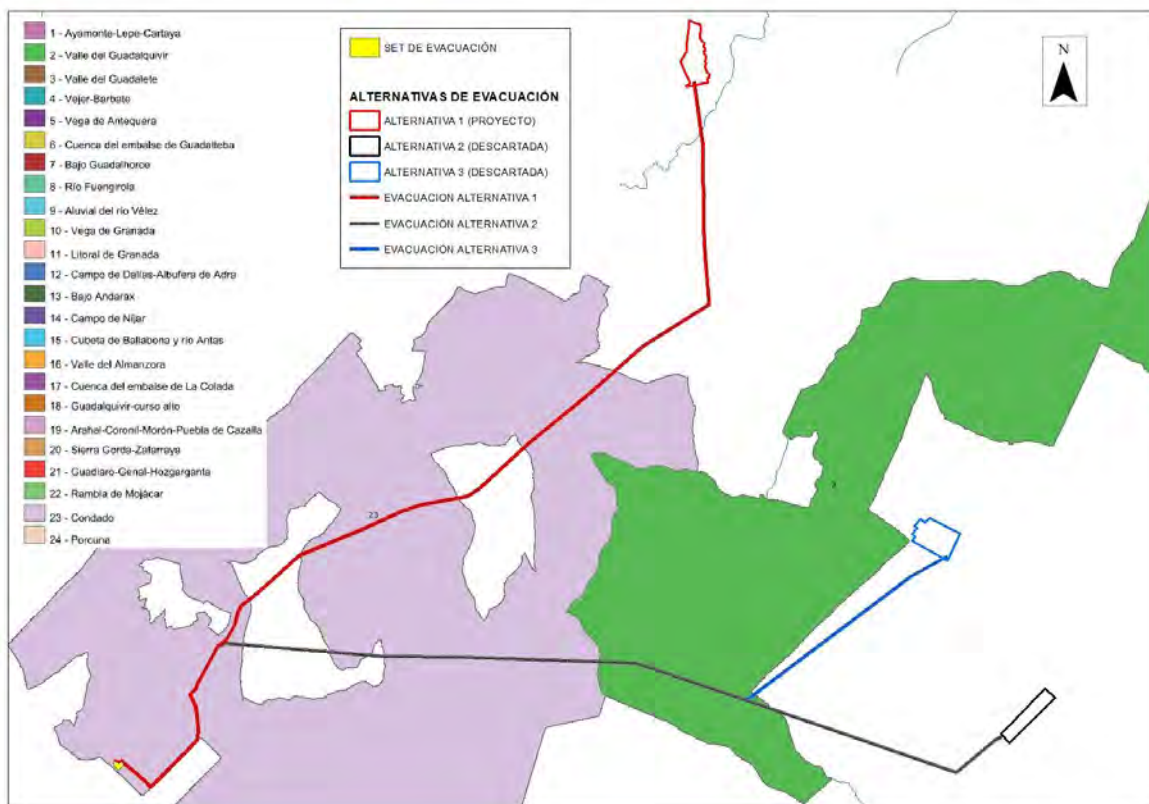 1 - Ayamonte-Lepe-Cartaya
2 - Valle del Guadalquivir
3 - Valle del Guadalete
4 - Vejer-Barbate
5 - Vega de Antequera
6 - Cuenca del embalse de Guadalteba
7 - Bajo Guadalhorce
8 - Río Fuengirola
9 - Aluvial del río Vélez
10 - Vega de Granada
11 - Litoral de Granada
12 - Campo de Dalías-Albufera de Adra
13 - Bajo Andarax
14 - Campo de Níjar
15 - Cubeta de Ballabona y río Antas
16 - Valle del Almanzora
17 - Cuenca del embalse de La Colada
18 - Guadalquivir-curso alto
19 - Arahal-Coronil-Morón-Puebla de Cazalla
20 - Sierra Gorda-Zafarraya
21 - Guadiaro-Genal-Hozgarganta
22 - Rambla de Mojácar
23 - Condado
24 - Porcuna
SET DE EVACUACIÓN
ALTERNATIVAS DE EVACUACIÓN
ALTERNATIVA 1 (PROYECTO)
ALTERNATIVA 2 (DESCARTADA)
ALTERNATIVA 3 (DESCARTADA)
EVACUACION ALTERNATIVA 1
EVACUACIÓN ALTERNATIVA 2
EVACUACIÓN ALTERNATIVA 3
N
23
2